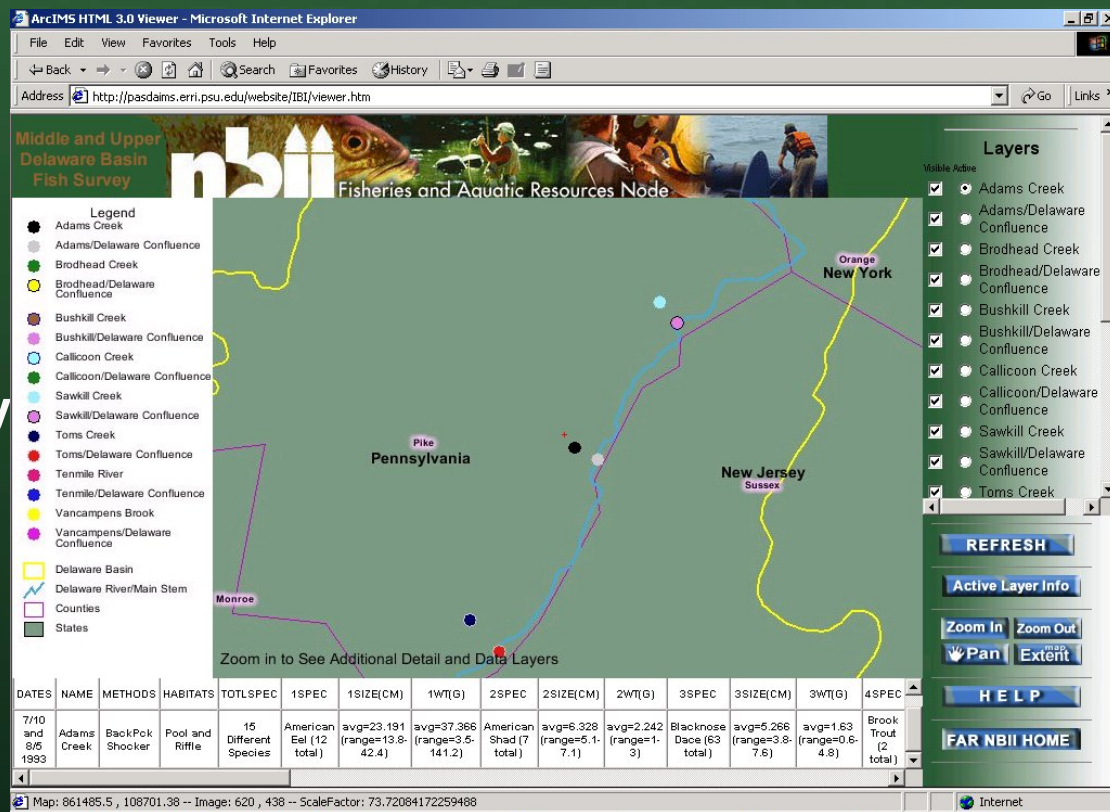 ArcIMS HTML 3.0 Viewer - Microsoft Internet Explorer
File Edit View Favorites Tools Help
Back Search Favorites History
Address http://pasdaims.erri.psu.edu/website/IBI/viewer.htm Go Links
Middle and Upper
Delaware Basin
Fish Survey
nbii
Fisheries and Aquatic Resources Node
Legend
Adams Creek
Adams/Delaware Confluence
Brodhead Creek
Brodhead/Delaware
Confluence
Bushkill Creek
Bushkill/Delaware Confluence
Callicoon Creek
Callicoon/Delaware Confluence
Sawkill Creek
Sawkill/Delaware Confluence
Toms Creek
Toms/Delaware Confluence
Tenmile River
Tenmile/Delaware Confluence
Vancampens Brook
Vancampens/Delaware
Confluence
Delaware Basin
Delaware River/Main Stem
Counties
States
Orange
New York
Pike
Pennsylvania
New Jersey
Sussex
Monroe
Zoom in to See Additional Detail and Data Layers
Layers
Visible Active
Adams Creek
Adams/Delaware
Confluence
Brodhead Creek
Brodhead/Delaware
Confluence
Bushkill Creek
Bushkill/Delaware
Confluence
Callicoon Creek
Callicoon/Delaware
Confluence
Sawkill Creek
Sawkill/Delaware
Confluence
Toms Creek
REFRESH
Active Layer Info
Zoom In Zoom Out
Pan map Extent
HELP
FAR NBII HOME
DATES NAME METHODS HABITATS TOTLSPEC 1SPEC 1SIZE(CM) 1WT(G) 2SPEC 2SIZE(CM) 2WT(G) 3SPEC 3SIZE(CM) 3WT(G) 4SPEC
7/10 and 8/5 1993 Adams Creek BackPck Shocker Pool and Riffle 15 Different Species American Eel (12 total) avg=23.191 (range=13.8-42.4) avg=37.366 (range=3.5-141.2) American Shad (7 total) avg=6.328 (range=5.1-7.1) avg=2.242 (range=1-3) Blacknose Dace (63 total) avg=5.266 (range=3.8-7.6) avg=1.63 (range=0.6-4.8) Brook Trout (2 total)
Map: 861485.5 , 108701.38 -- Image: 620 , 438 -- ScaleFactor: 73.72084172259488
Internet